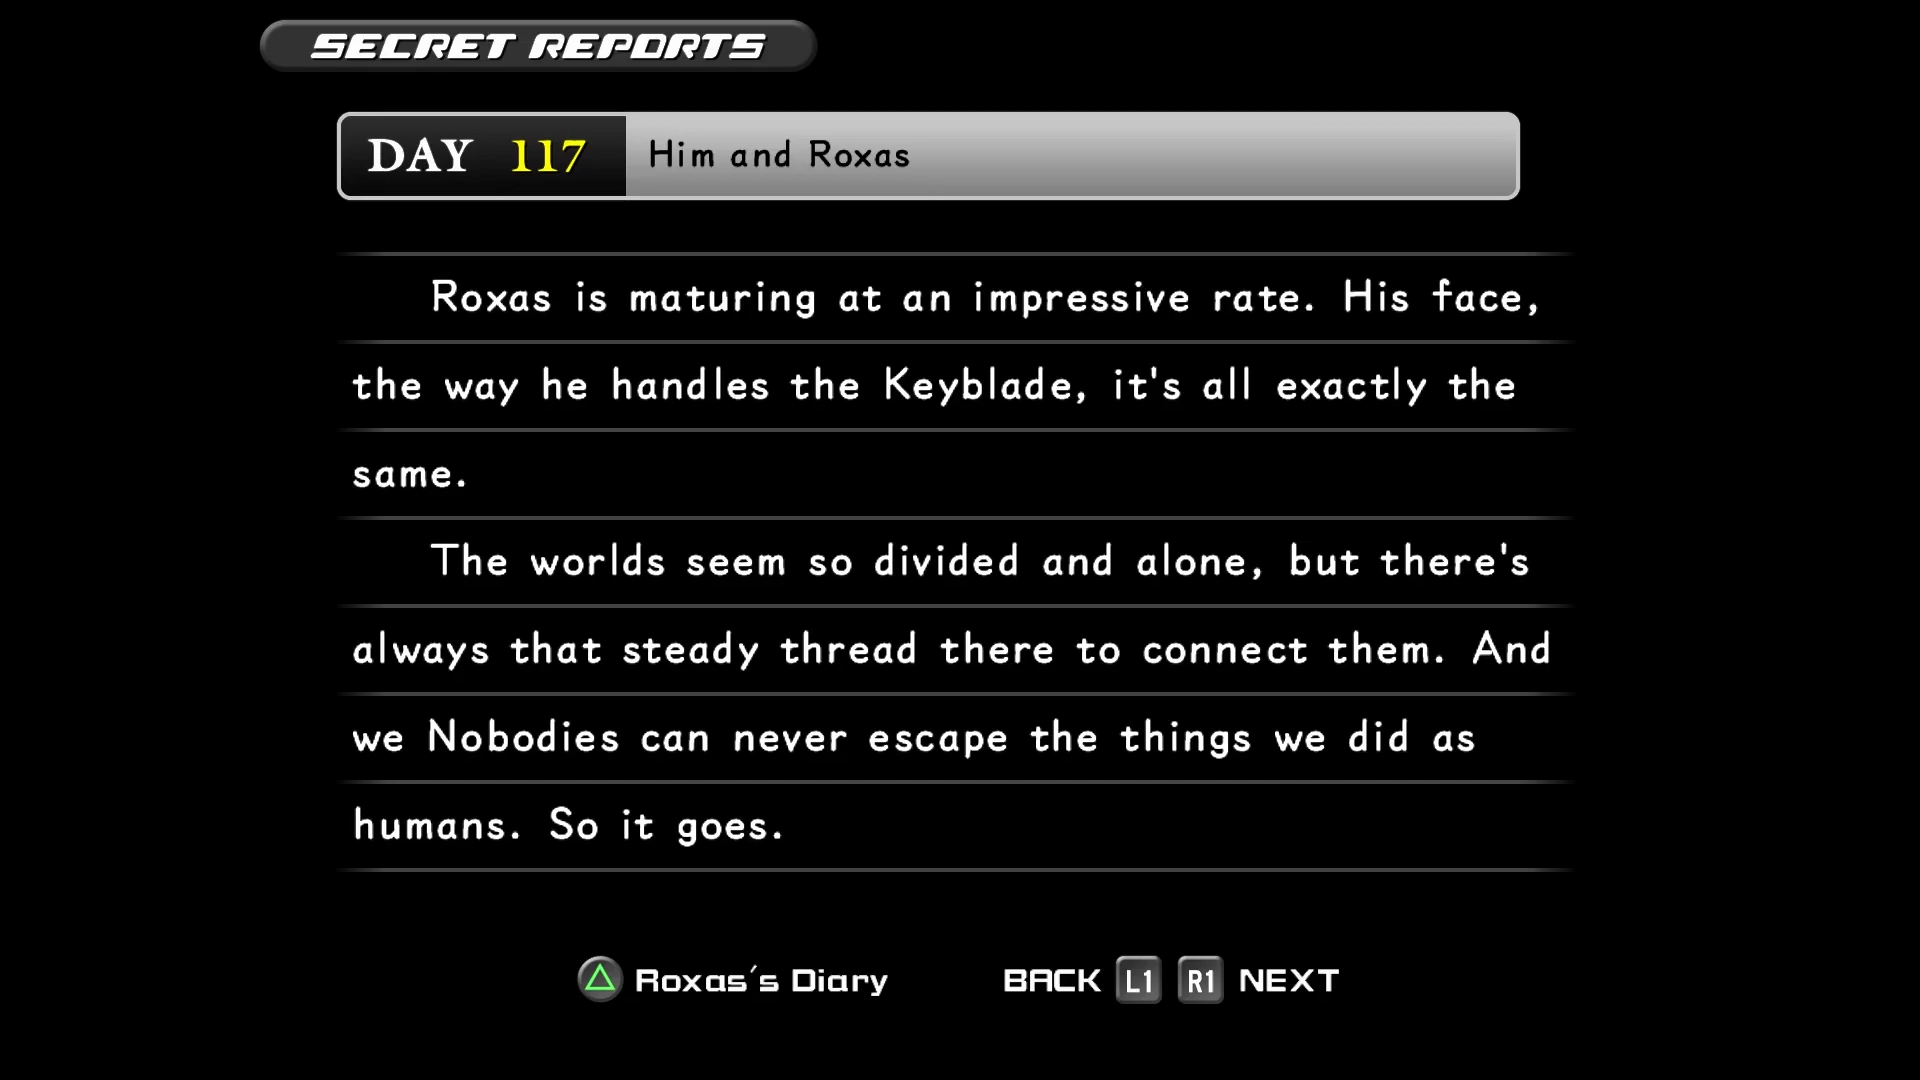 SECRET REPORTS
DAY 117 Him and Roxas
Roxas is maturing at an impressive rate. His face,
the way he handles the Keyblade, it's all exactly the
same.
The worlds seem so divided and alone, but there's
always that steady thread there to connect them. And
we Nobodies can never escape the things we did as
humans. So it goes.
Roxas's Diary BACK L1 R1 NEXT